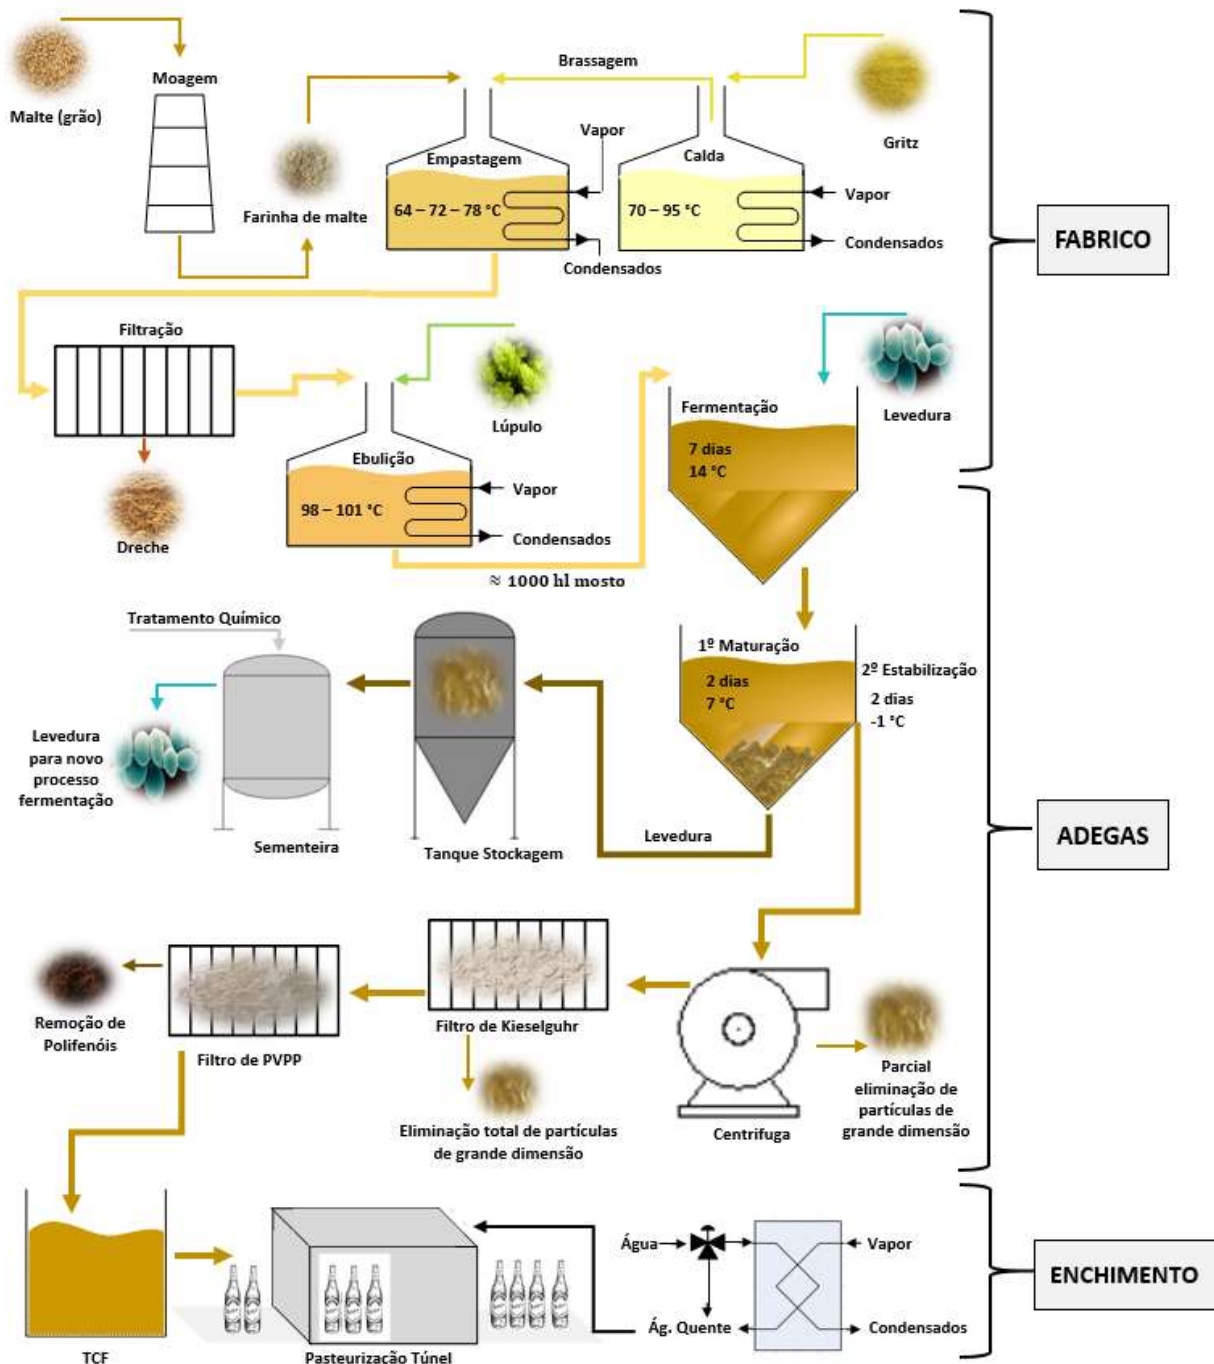 Malte (grão)
Moagem
Farinha de malte
Brassagem
Empastagem
64 – 72 – 78 °C
Vapor
Condensados
Calda
70 – 95 °C
Vapor
Condensados
Gritz
FABRICO
Filtração
Dreche
Lúpulo
Ebulição
98 – 101 °C
Vapor
Condensados
≈ 1000 hl mosto
Fermentação
7 dias
14 °C
Levedura
1º Maturação
2 dias
7 °C
2º Estabilização
2 dias
-1 °C
Tratamento Químico
Levedura
para novo
processo
fermentação
Sementeira
Tanque Stockagem
Levedura
ADEGAS
Remoção de
Polifenóis
Filtro de PVPP
Filtro de Kieselguhr
Eliminação total de partículas
de grande dimensão
Centrifuga
Parcial
eliminação de
partículas de
grande dimensão
TCF
Pasteurização Túnel
Água
Ág. Quente
Vapor
Condensados
ENCHIMENTO